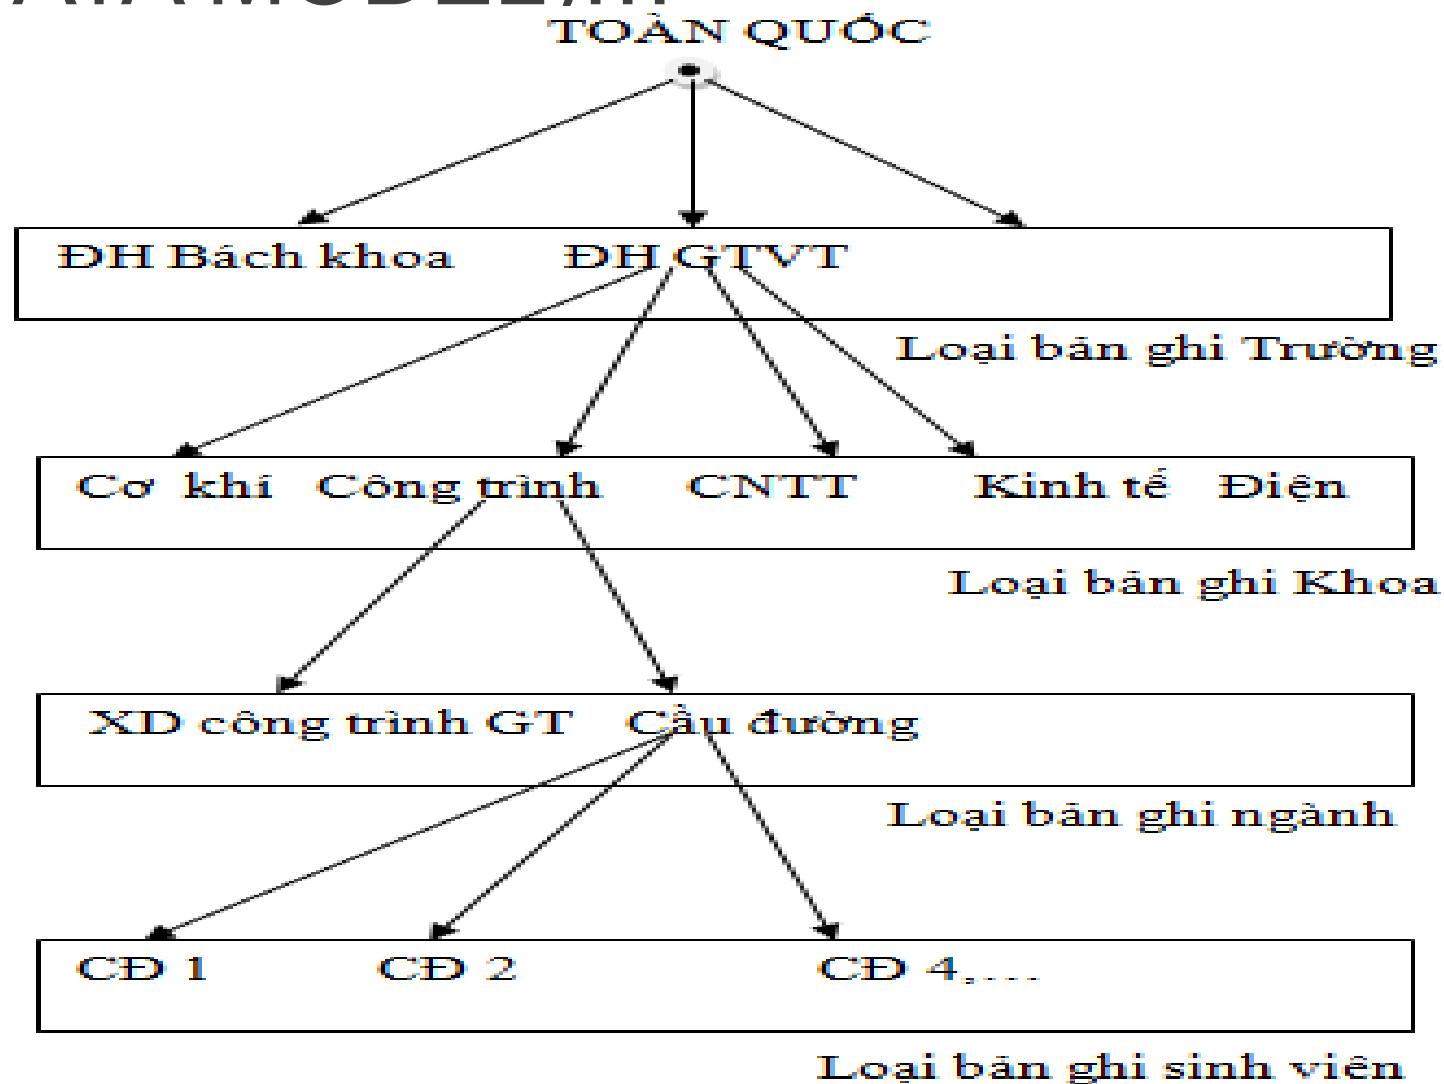 TOÀN QUỐC
ĐH Bách khoa ĐH GTVT
Loại bản ghi Trường
Cơ khí Công trình CNTT Kinh tế Điện
Loại bản ghi Khoa
XD công trình GT Cầu đường
Loại bản ghi ngành
CĐ 1 CĐ 2 CĐ 4,...
Loại bản ghi sinh viên